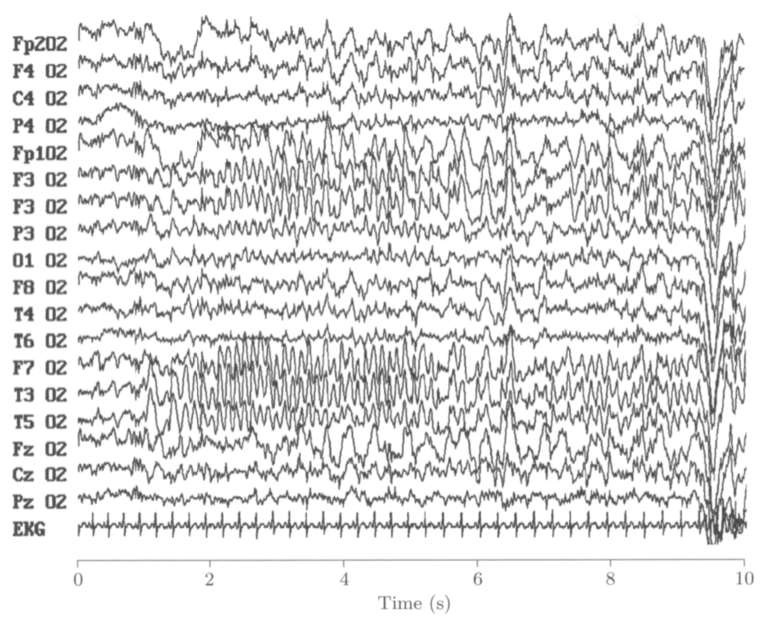 Fp2O2
F4 O2
C4 O2
P4 O2
Fp1O2
F3 O2
F3 O2
P3 O2
O1 O2
F8 O2
T4 O2
T6 O2
F7 O2
T3 O2
T5 O2
Fz O2
Cz O2
Pz O2
EKG
0 2 4 6 8 10
Time (s)